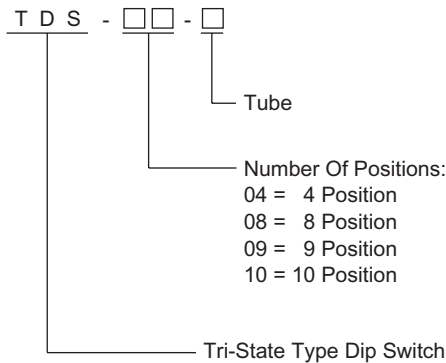 T D S - □□ - □
Tube
Number Of Positions:
04 = 4 Position
08 = 8 Position
09 = 9 Position
10 = 10 Position
Tri-State Type Dip Switch